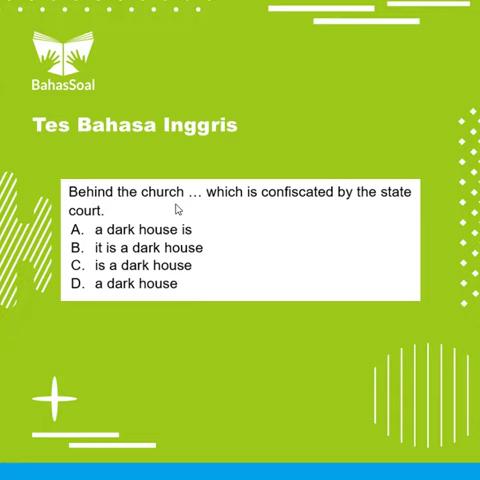 BahasSoal
Tes Bahasa Inggris
Behind the church … which is confiscated by the state
court.
A. a dark house is
B. it is a dark house
C. is a dark house
D. a dark house